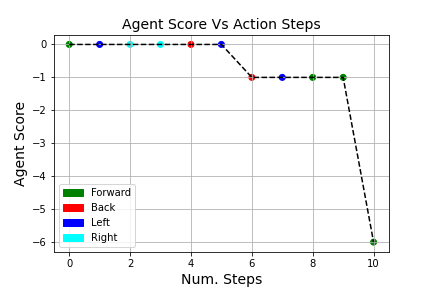 Agent Score Vs Action Steps
0
−1
−2
−3
−4
−5
−6
Agent Score
Forward
Back
Left
Right
0 2 4 6 8 10
Num. Steps